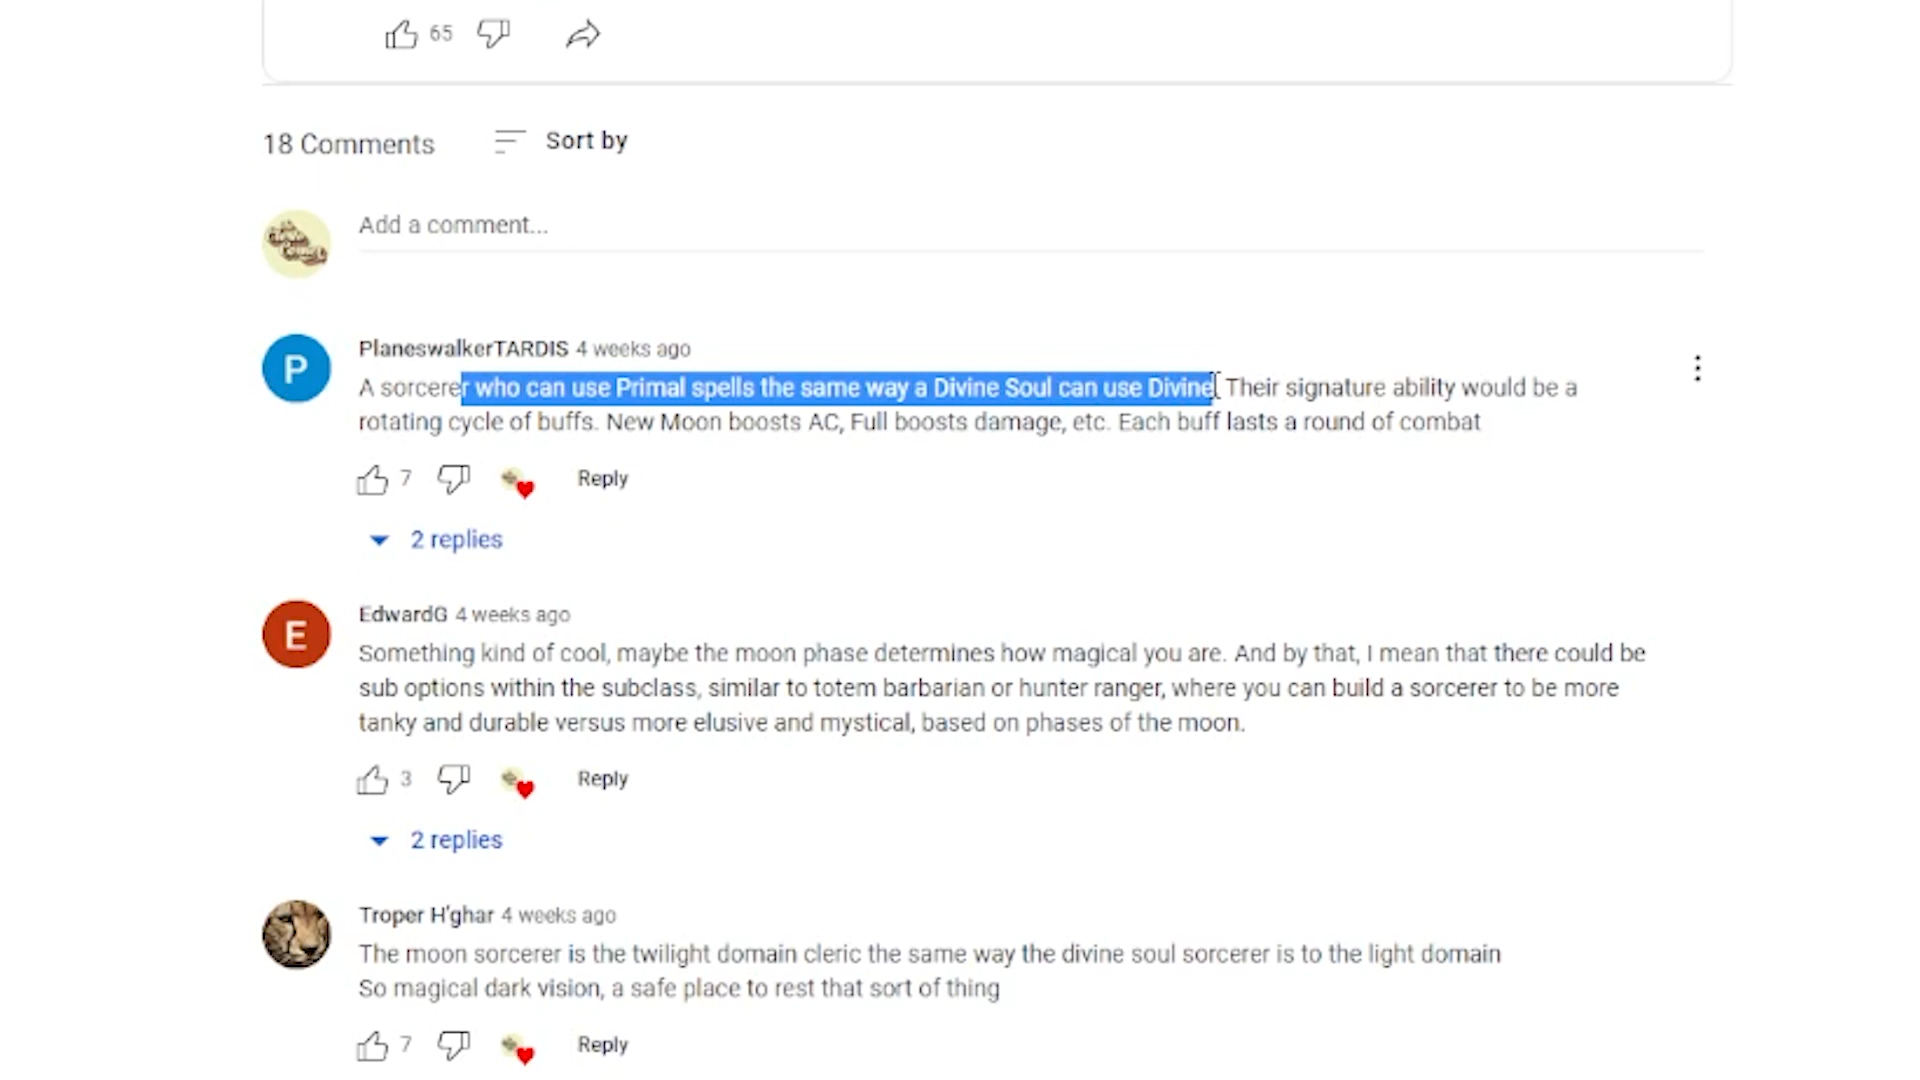 65
18 Comments
Sort by
Add a comment...
PlaneswalkerTARDIS 4 weeks ago
A sorcerer who can use Primal spells the same way a Divine Soul can use Divine. Their signature ability would be a
rotating cycle of buffs. New Moon boosts AC, Full boosts damage, etc. Each buff lasts a round of combat
7
Reply
2 replies
EdwardG 4 weeks ago
Something kind of cool, maybe the moon phase determines how magical you are. And by that, I mean that there could be
sub options within the subclass, similar to totem barbarian or hunter ranger, where you can build a sorcerer to be more
tanky and durable versus more elusive and mystical, based on phases of the moon.
3
Reply
2 replies
Troper H'ghar 4 weeks ago
The moon sorcerer is the twilight domain cleric the same way the divine soul sorcerer is to the light domain
So magical dark vision, a safe place to rest that sort of thing
7
Reply